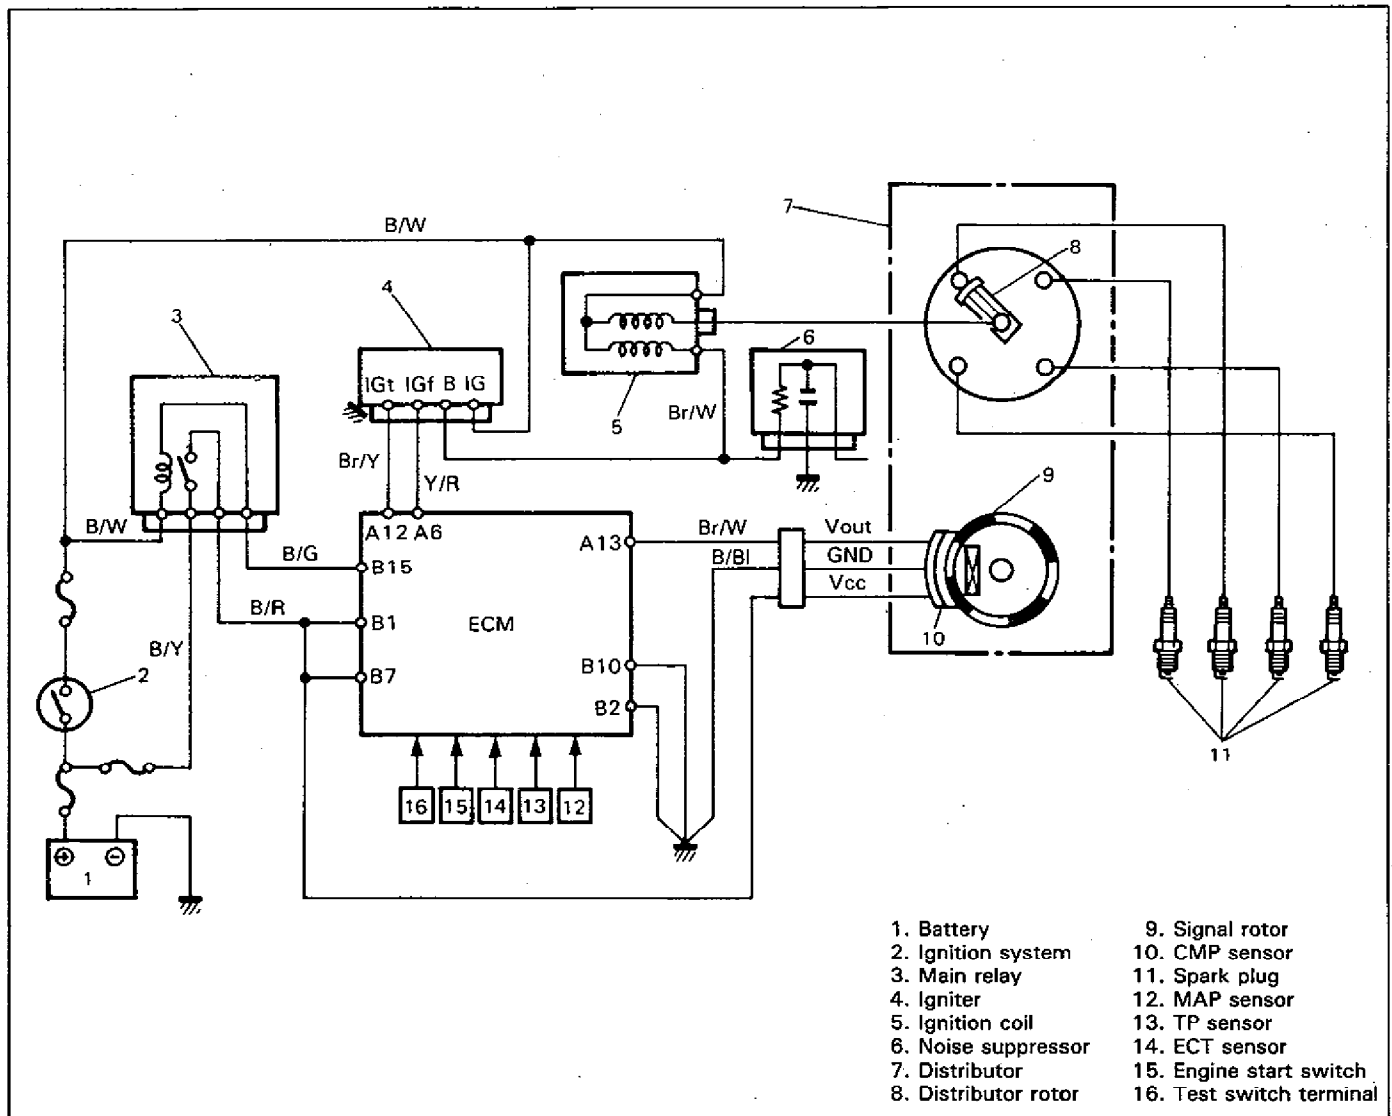 B/W
7
8
4
3
6
IGt IGf B IG
5
Br/W
Br/Y
Y/R
9
B/W
A12 A6
A13
Br/W
Vout
B/G
B15
B/Bl
GND
Vcc
B/R
B1
ECM
10
B/Y
2
B7
B10
B2
11
16
15
14
13
12
+
−
1
1. Battery
2. Ignition system
3. Main relay
4. Igniter
5. Ignition coil
6. Noise suppressor
7. Distributor
8. Distributor rotor
9. Signal rotor
10. CMP sensor
11. Spark plug
12. MAP sensor
13. TP sensor
14. ECT sensor
15. Engine start switch
16. Test switch terminal